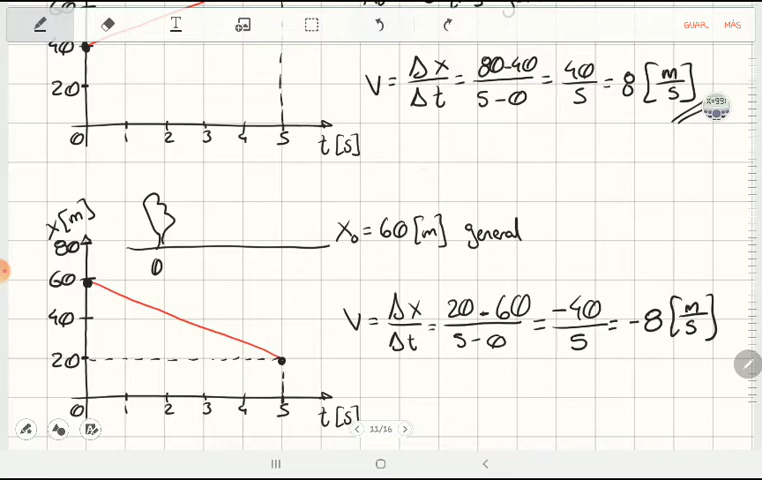 GUAR. MÁS
40
20
0 1 2 3 4 5 t [s]
V = Δx/Δt = 80-40/5-0 = 40/5 = 8 [m/s]
x=99!
x[m]
80
60
40
20
0 1 2 3 4 5 t [s]
0
X₀ = 60 [m] general
V = Δx/Δt = 20-60/5-0 = -40/5 = -8 [m/s]
11/16